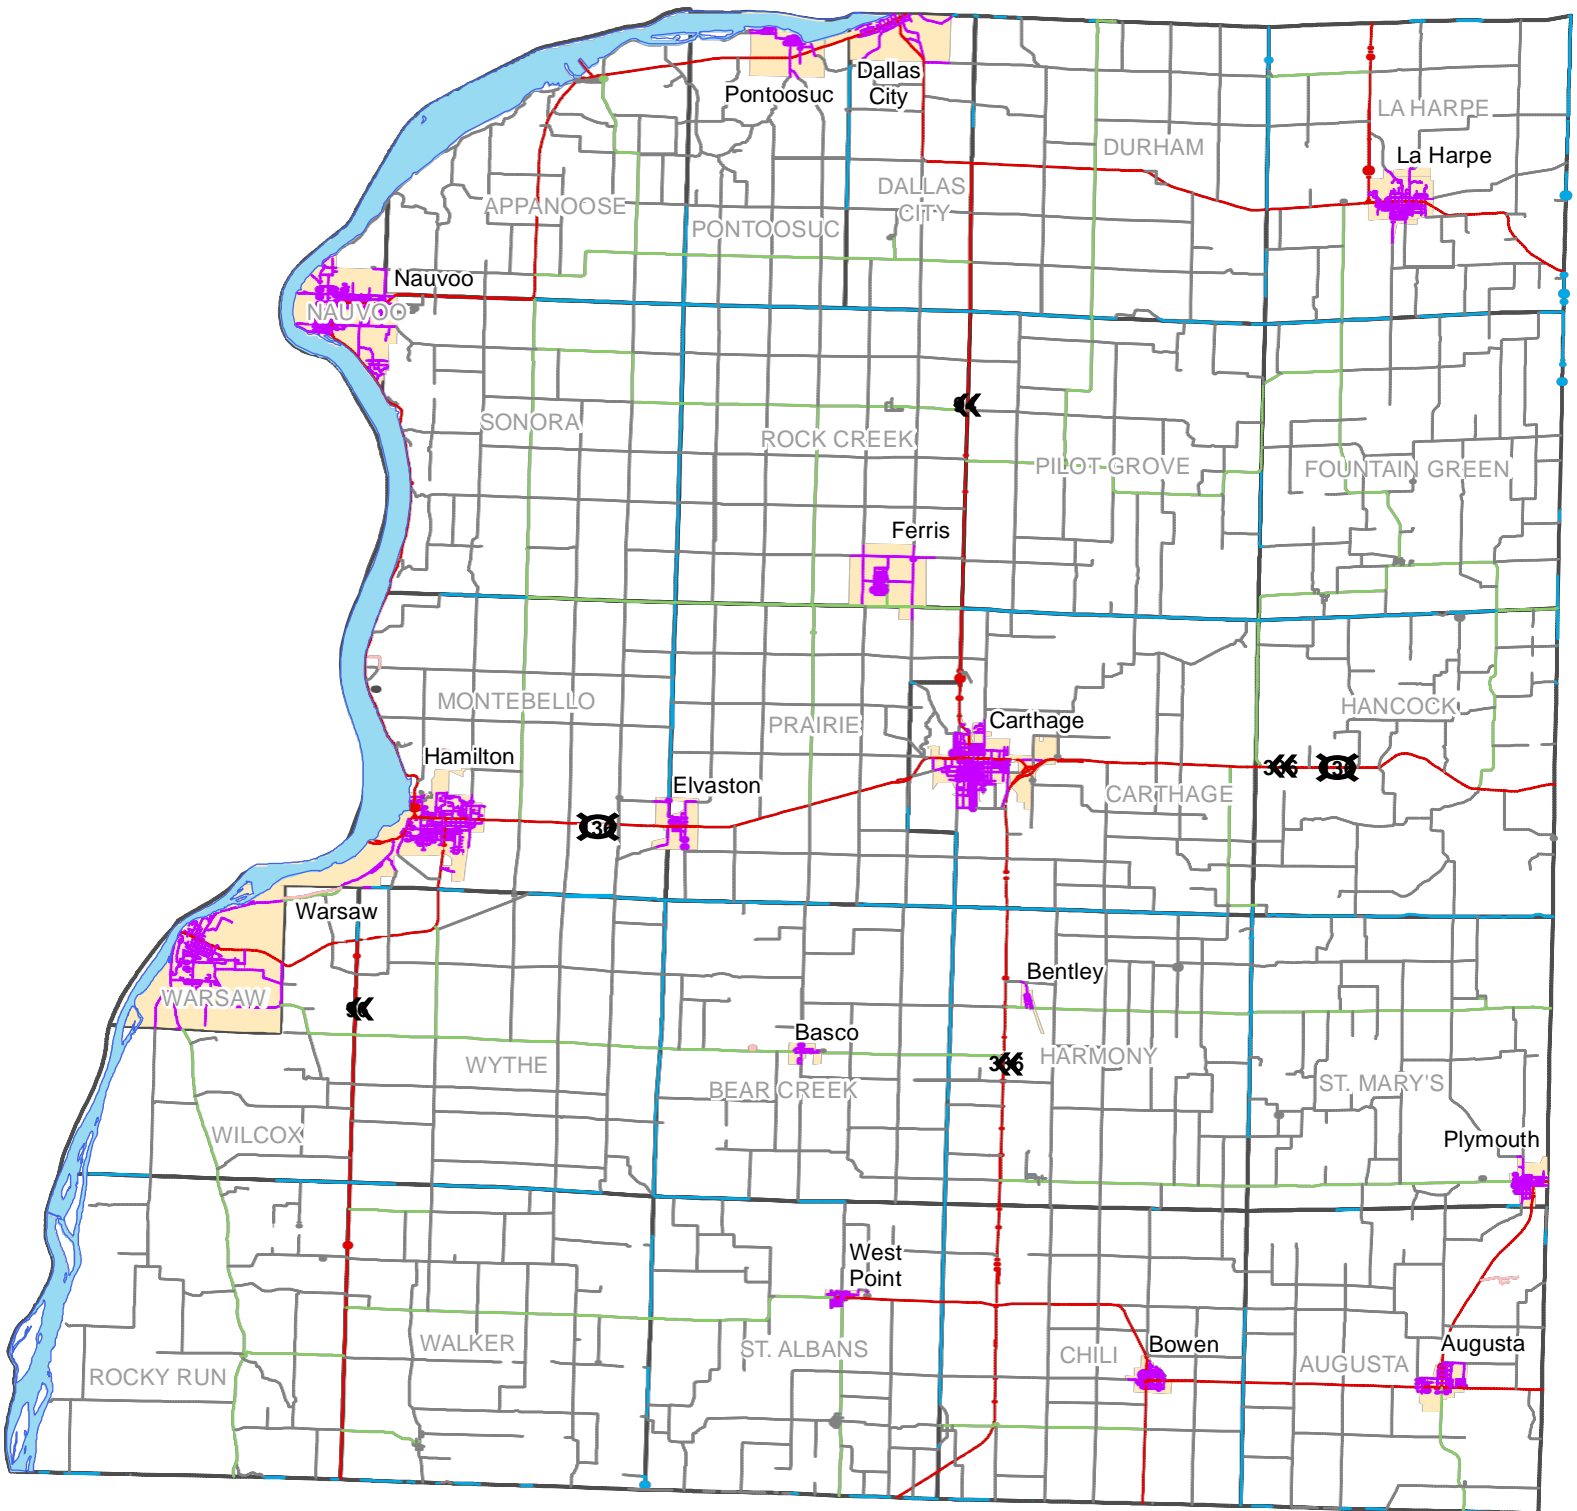 Dallas
City
Pontoosuc
LA HARPE
DURHAM
La Harpe
DALLAS
CITY
APPANOOSE
PONTOOSUC
Nauvoo
NAUVOO
SONORA
ROCK CREEK
PILOT GROVE
FOUNTAIN GREEN
Ferris
MONTEBELLO
PRAIRIE
Carthage
HANCOCK
Hamilton
Elvaston
CARTHAGE
Warsaw
WARSAW
Bentley
Basco
WYTHE
HARMONY
BEAR CREEK
ST. MARY'S
WILCOX
Plymouth
West
Point
WALKER
ST. ALBANS
CHILI
Bowen
AUGUSTA
Augusta
ROCKY RUN